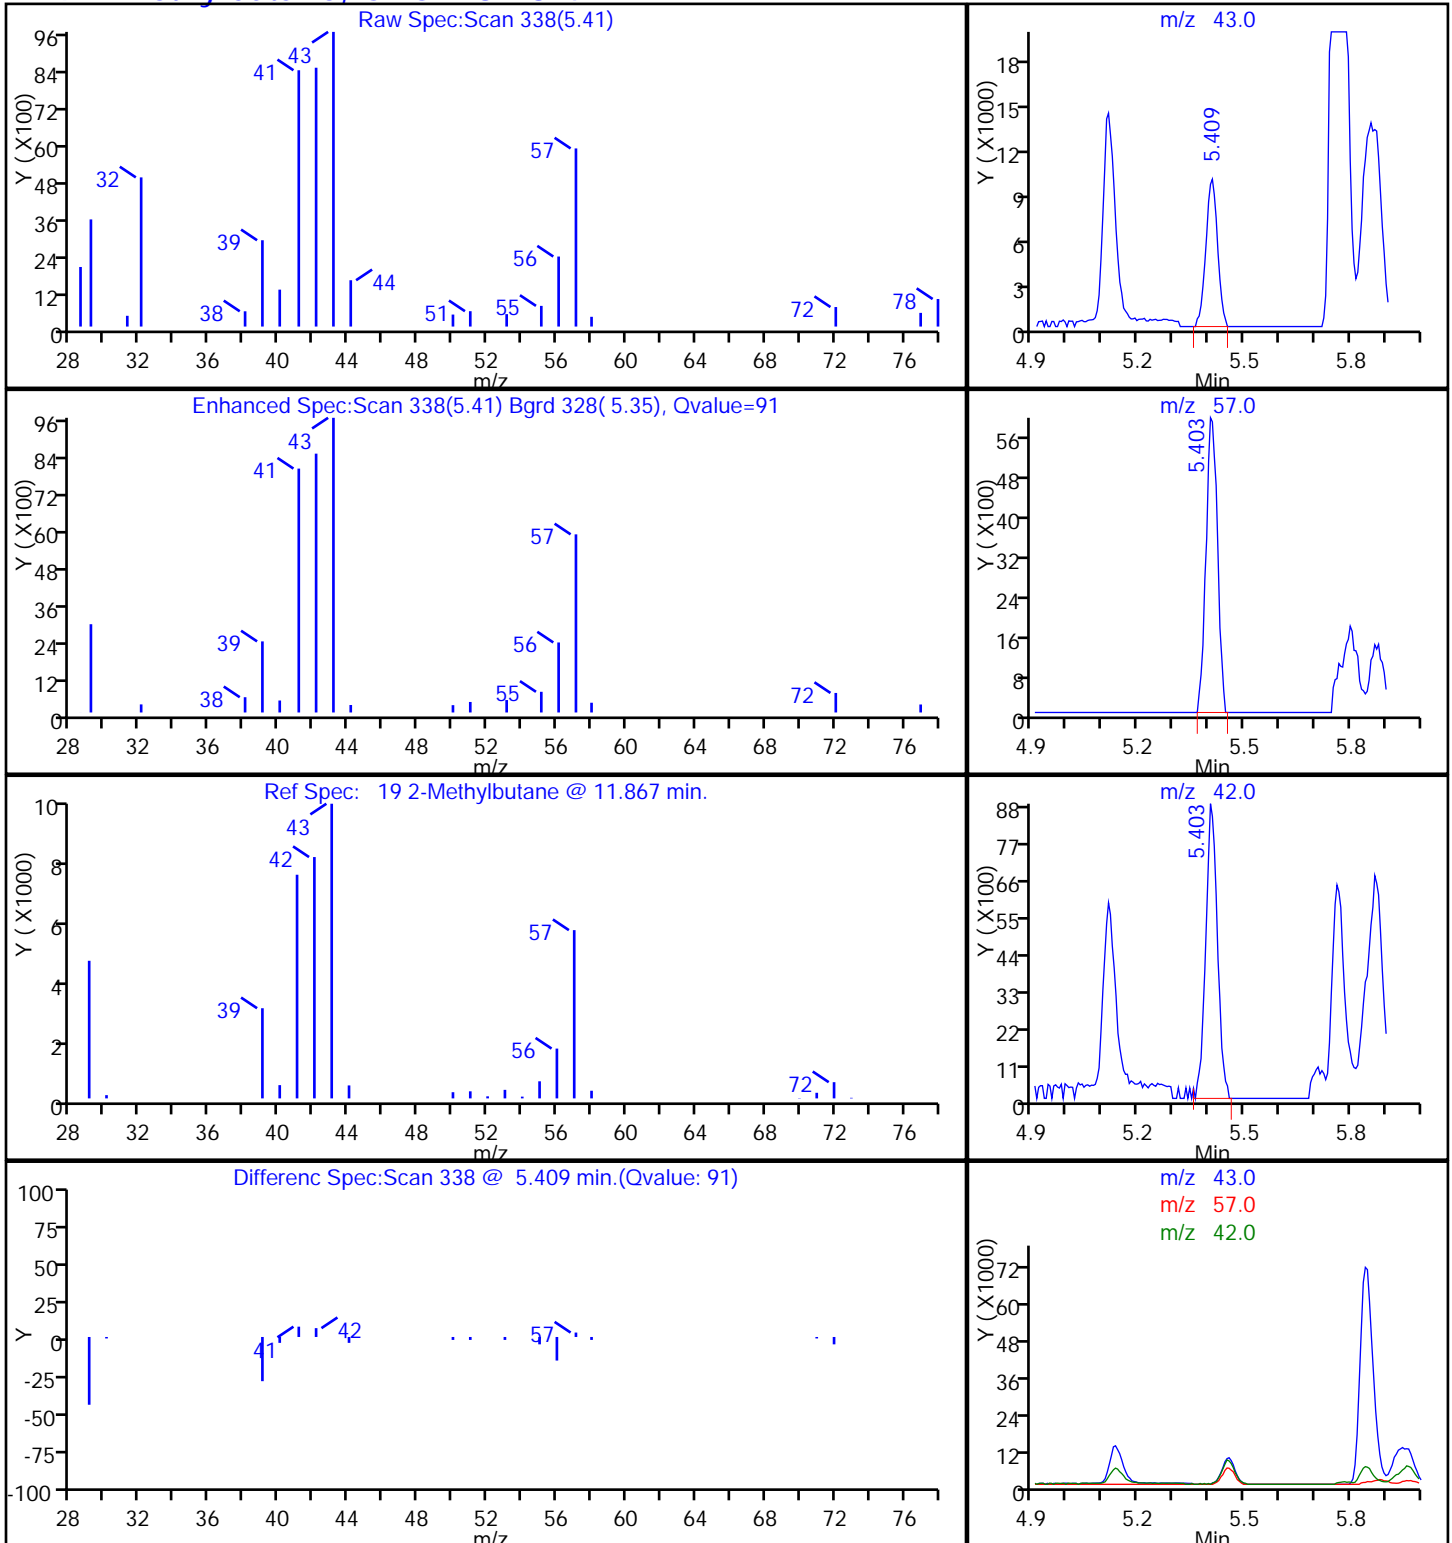 Raw Spec:Scan 338(5.41)
Y ( X100)
96
84
72
60
48
36
24
12
0
32
38
39
41
43
44
51
55
56
57
72
78
28 32 36 40 44 48 52 56 60 64 68 72 76
m/z
m/z 43.0
Y ( X1000)
18
15
12
9
6
3
0
5.409
4.9 5.2 5.5 5.8
Min
Enhanced Spec:Scan 338(5.41) Bgrd 328( 5.35), Qvalue=91
Y ( X100)
96
84
72
60
48
36
24
12
0
38
39
41
43
55
56
57
72
28 32 36 40 44 48 52 56 60 64 68 72 76
m/z
m/z 57.0
Y ( X100)
56
48
40
32
24
16
8
0
5.403
4.9 5.2 5.5 5.8
Min
Ref Spec: 19 2-Methylbutane @ 11.867 min.
Y ( X1000)
10
8
6
4
2
0
39
42
43
56
57
72
28 32 36 40 44 48 52 56 60 64 68 72 76
m/z
m/z 42.0
Y ( X100)
88
77
66
55
44
33
22
11
0
5.403
4.9 5.2 5.5 5.8
Min
Differenc Spec:Scan 338 @ 5.409 min.(Qvalue: 91)
Y
100
75
50
25
0
-25
-50
-75
-100
41
42
57
28 32 36 40 44 48 52 56 60 64 68 72 76
m/z
m/z 43.0
m/z 57.0
m/z 42.0
Y ( X1000)
72
60
48
36
24
12
0
4.9 5.2 5.5 5.8
Min